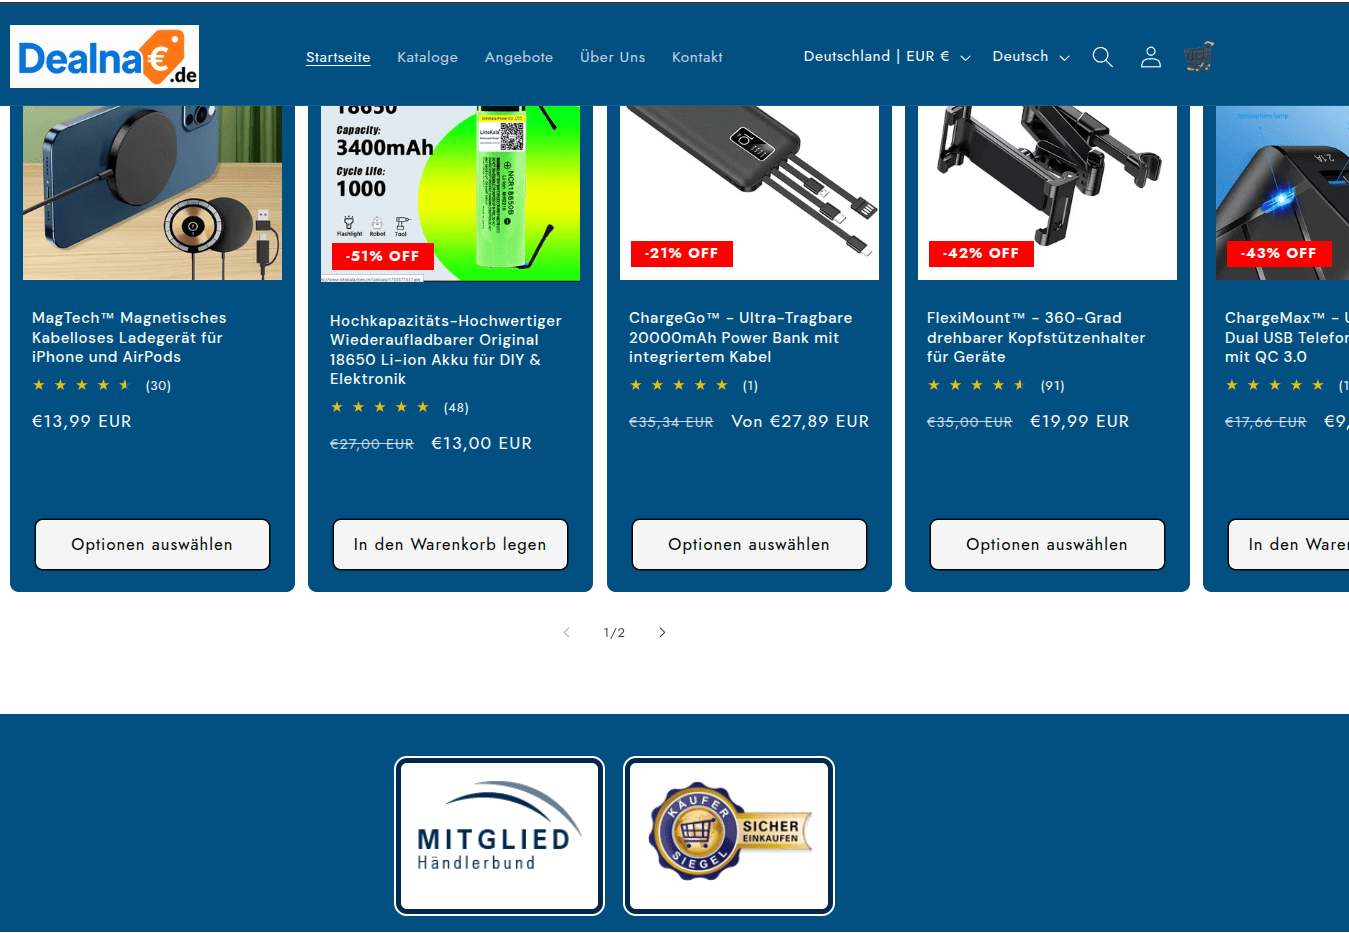 Dealna€.de
Startseite
Kataloge
Angebote
Über Uns
Kontakt
Deutschland | EUR €
Deutsch
18650
Capacity:
3400mAh
Cycle Life:
1000
Flashlight Robot Tool
LiitoKala
NCR18650B
-51% OFF
-21% OFF
-42% OFF
Atmosphere lamp
2.1A
-43% OFF
MagTech™ Magnetisches
Kabelloses Ladegerät für
iPhone und AirPods
(30)
€13,99 EUR
Optionen auswählen
Hochkapazitäts-Hochwertiger
Wiederaufladbarer Original
18650 Li-ion Akku für DIY &
Elektronik
(48)
€27,00 EUR €13,00 EUR
In den Warenkorb legen
ChargeGo™ - Ultra-Tragbare
20000mAh Power Bank mit
integriertem Kabel
(1)
€35,34 EUR Von €27,89 EUR
Optionen auswählen
FlexiMount™ - 360-Grad
drehbarer Kopfstützenhalter
für Geräte
(91)
€35,00 EUR €19,99 EUR
Optionen auswählen
ChargeMax™ - U
Dual USB Telefon
mit QC 3.0
(1
€17,66 EUR €9,
In den Waren
1/2
MITGLIED
Händlerbund
KÄUFER
SIEGEL
SICHER
EINKAUFEN